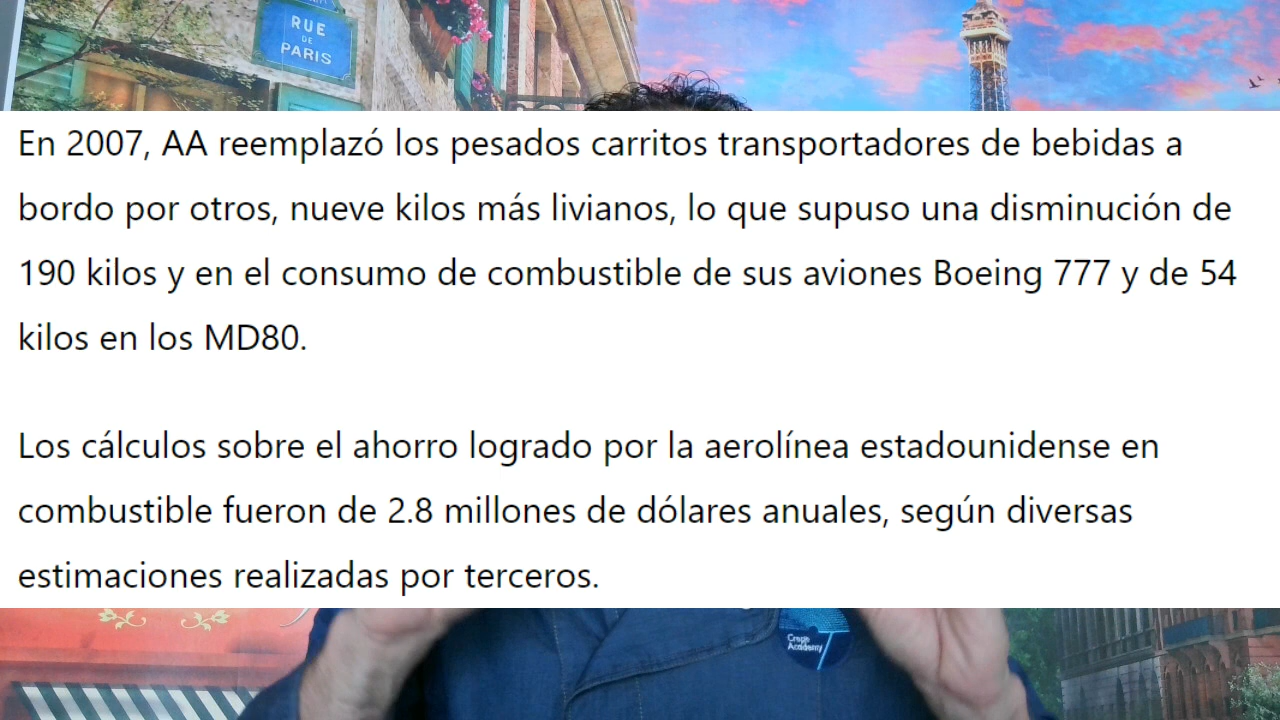 RUE
DE
PARIS
En 2007, AA reemplazó los pesados carritos transportadores de bebidas a
bordo por otros, nueve kilos más livianos, lo que supuso una disminución de
190 kilos y en el consumo de combustible de sus aviones Boeing 777 y de 54
kilos en los MD80.
Los cálculos sobre el ahorro logrado por la aerolínea estadounidense en
combustible fueron de 2.8 millones de dólares anuales, según diversas
estimaciones realizadas por terceros.
Academy